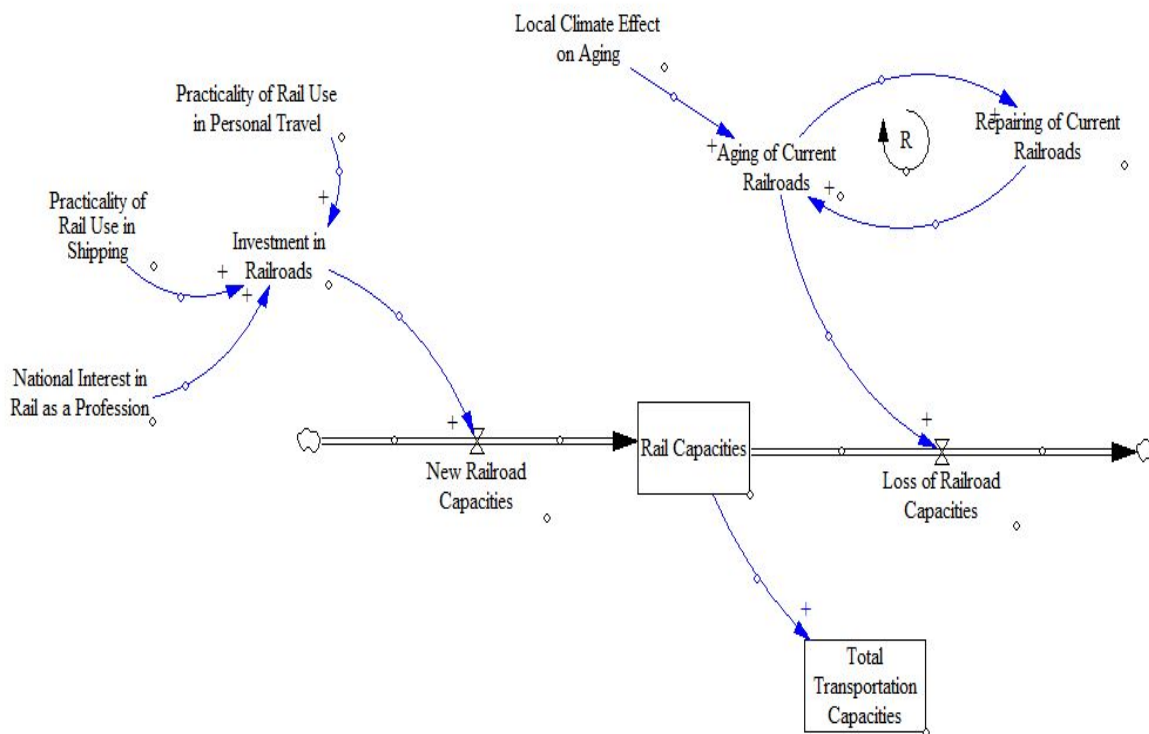 Local Climate Effect
on Aging
Practicality of Rail Use
in Personal Travel
+
Repairing of Current
Railroads
R
+
Aging of Current
Railroads
+
+
Practicality of
Rail Use in
Shipping
+
Investment in
Railroads
+
National Interest in
Rail as a Profession
+
New Railroad
Capacities
Rail Capacities
+
Loss of Railroad
Capacities
+
Total
Transportation
Capacities